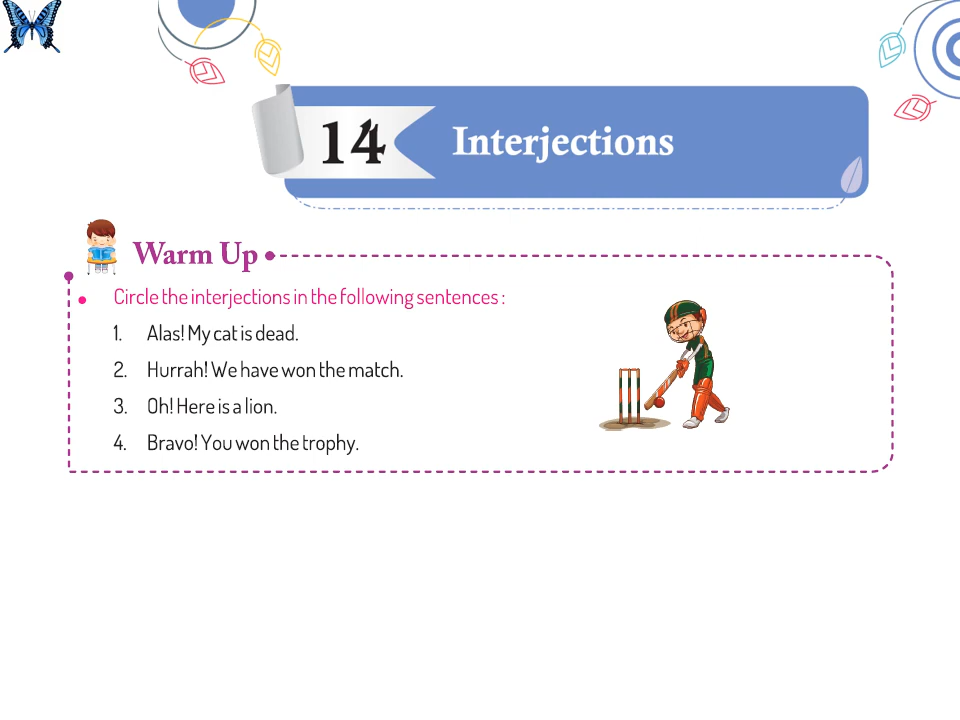 14 Interjections
Warm Up
• Circle the interjections in the following sentences :
1. Alas! My cat is dead.
2. Hurrah! We have won the match.
3. Oh! Here is a lion.
4. Bravo! You won the trophy.